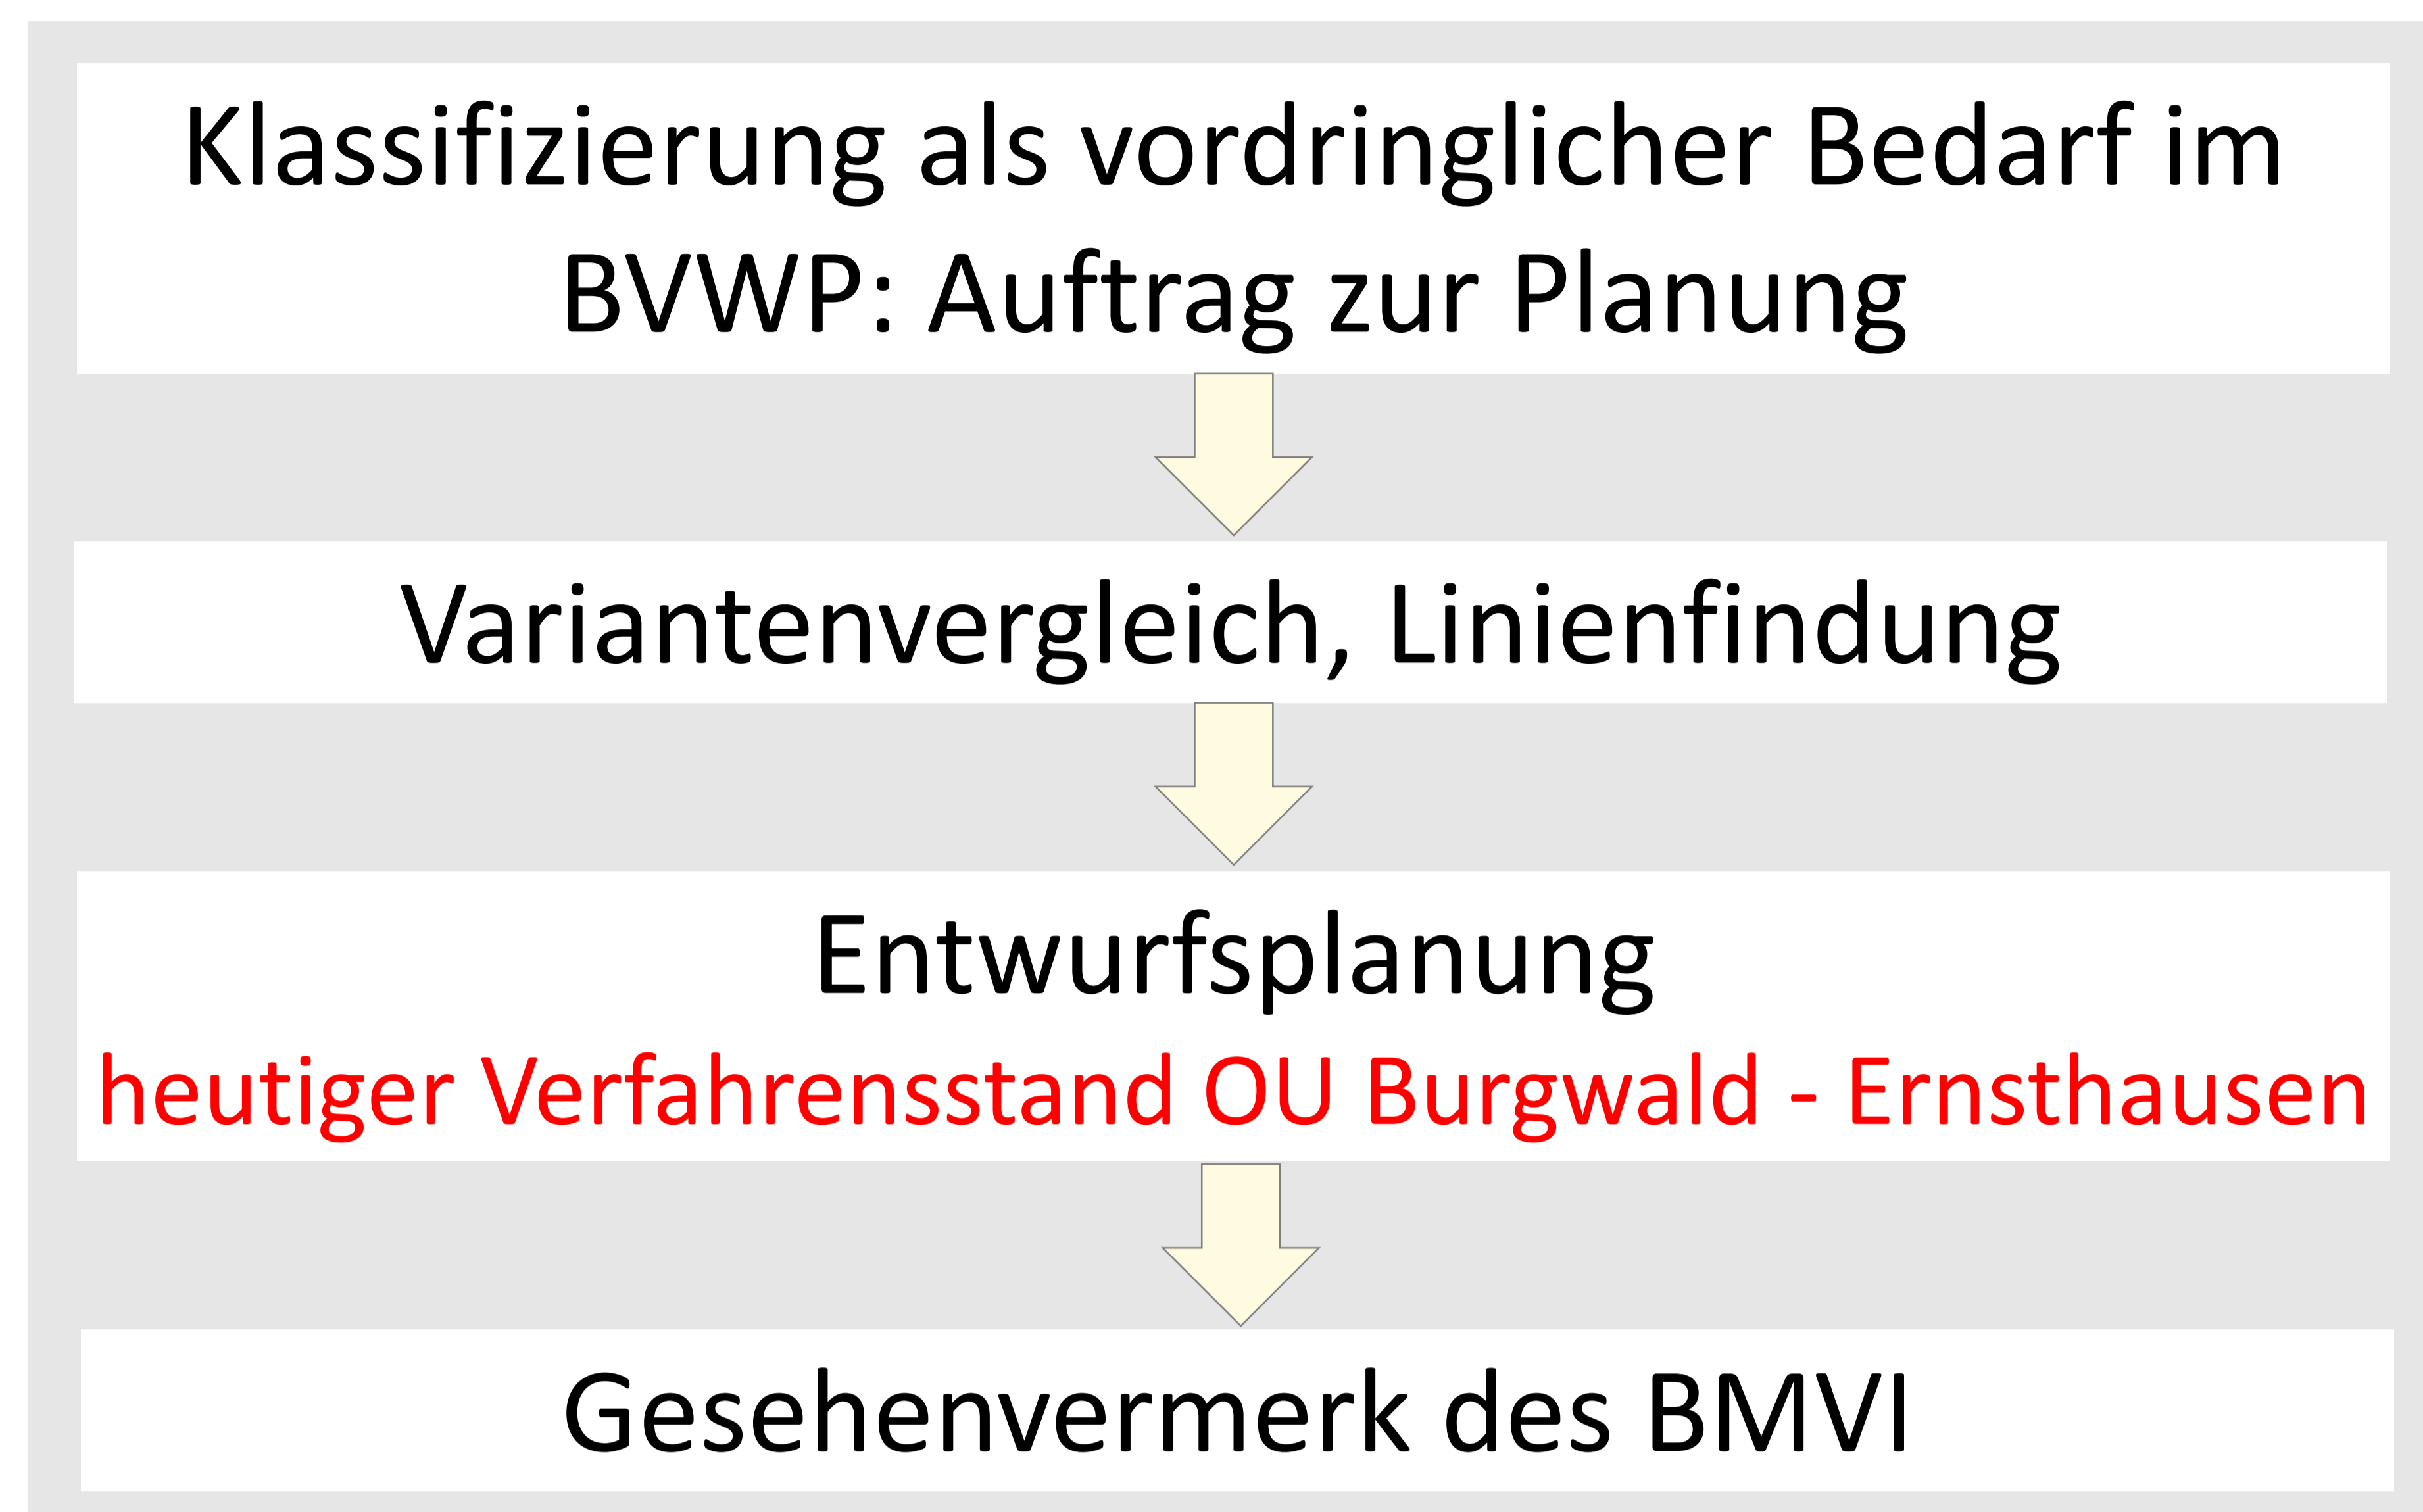 Klassifizierung als vordringlicher Bedarf im
BVWP: Auftrag zur Planung
Variantenvergleich, Linienfindung
Entwurfsplanung
heutiger Verfahrensstand OU Burgwald - Ernsthausen
Gesehenvermerk des BMVI